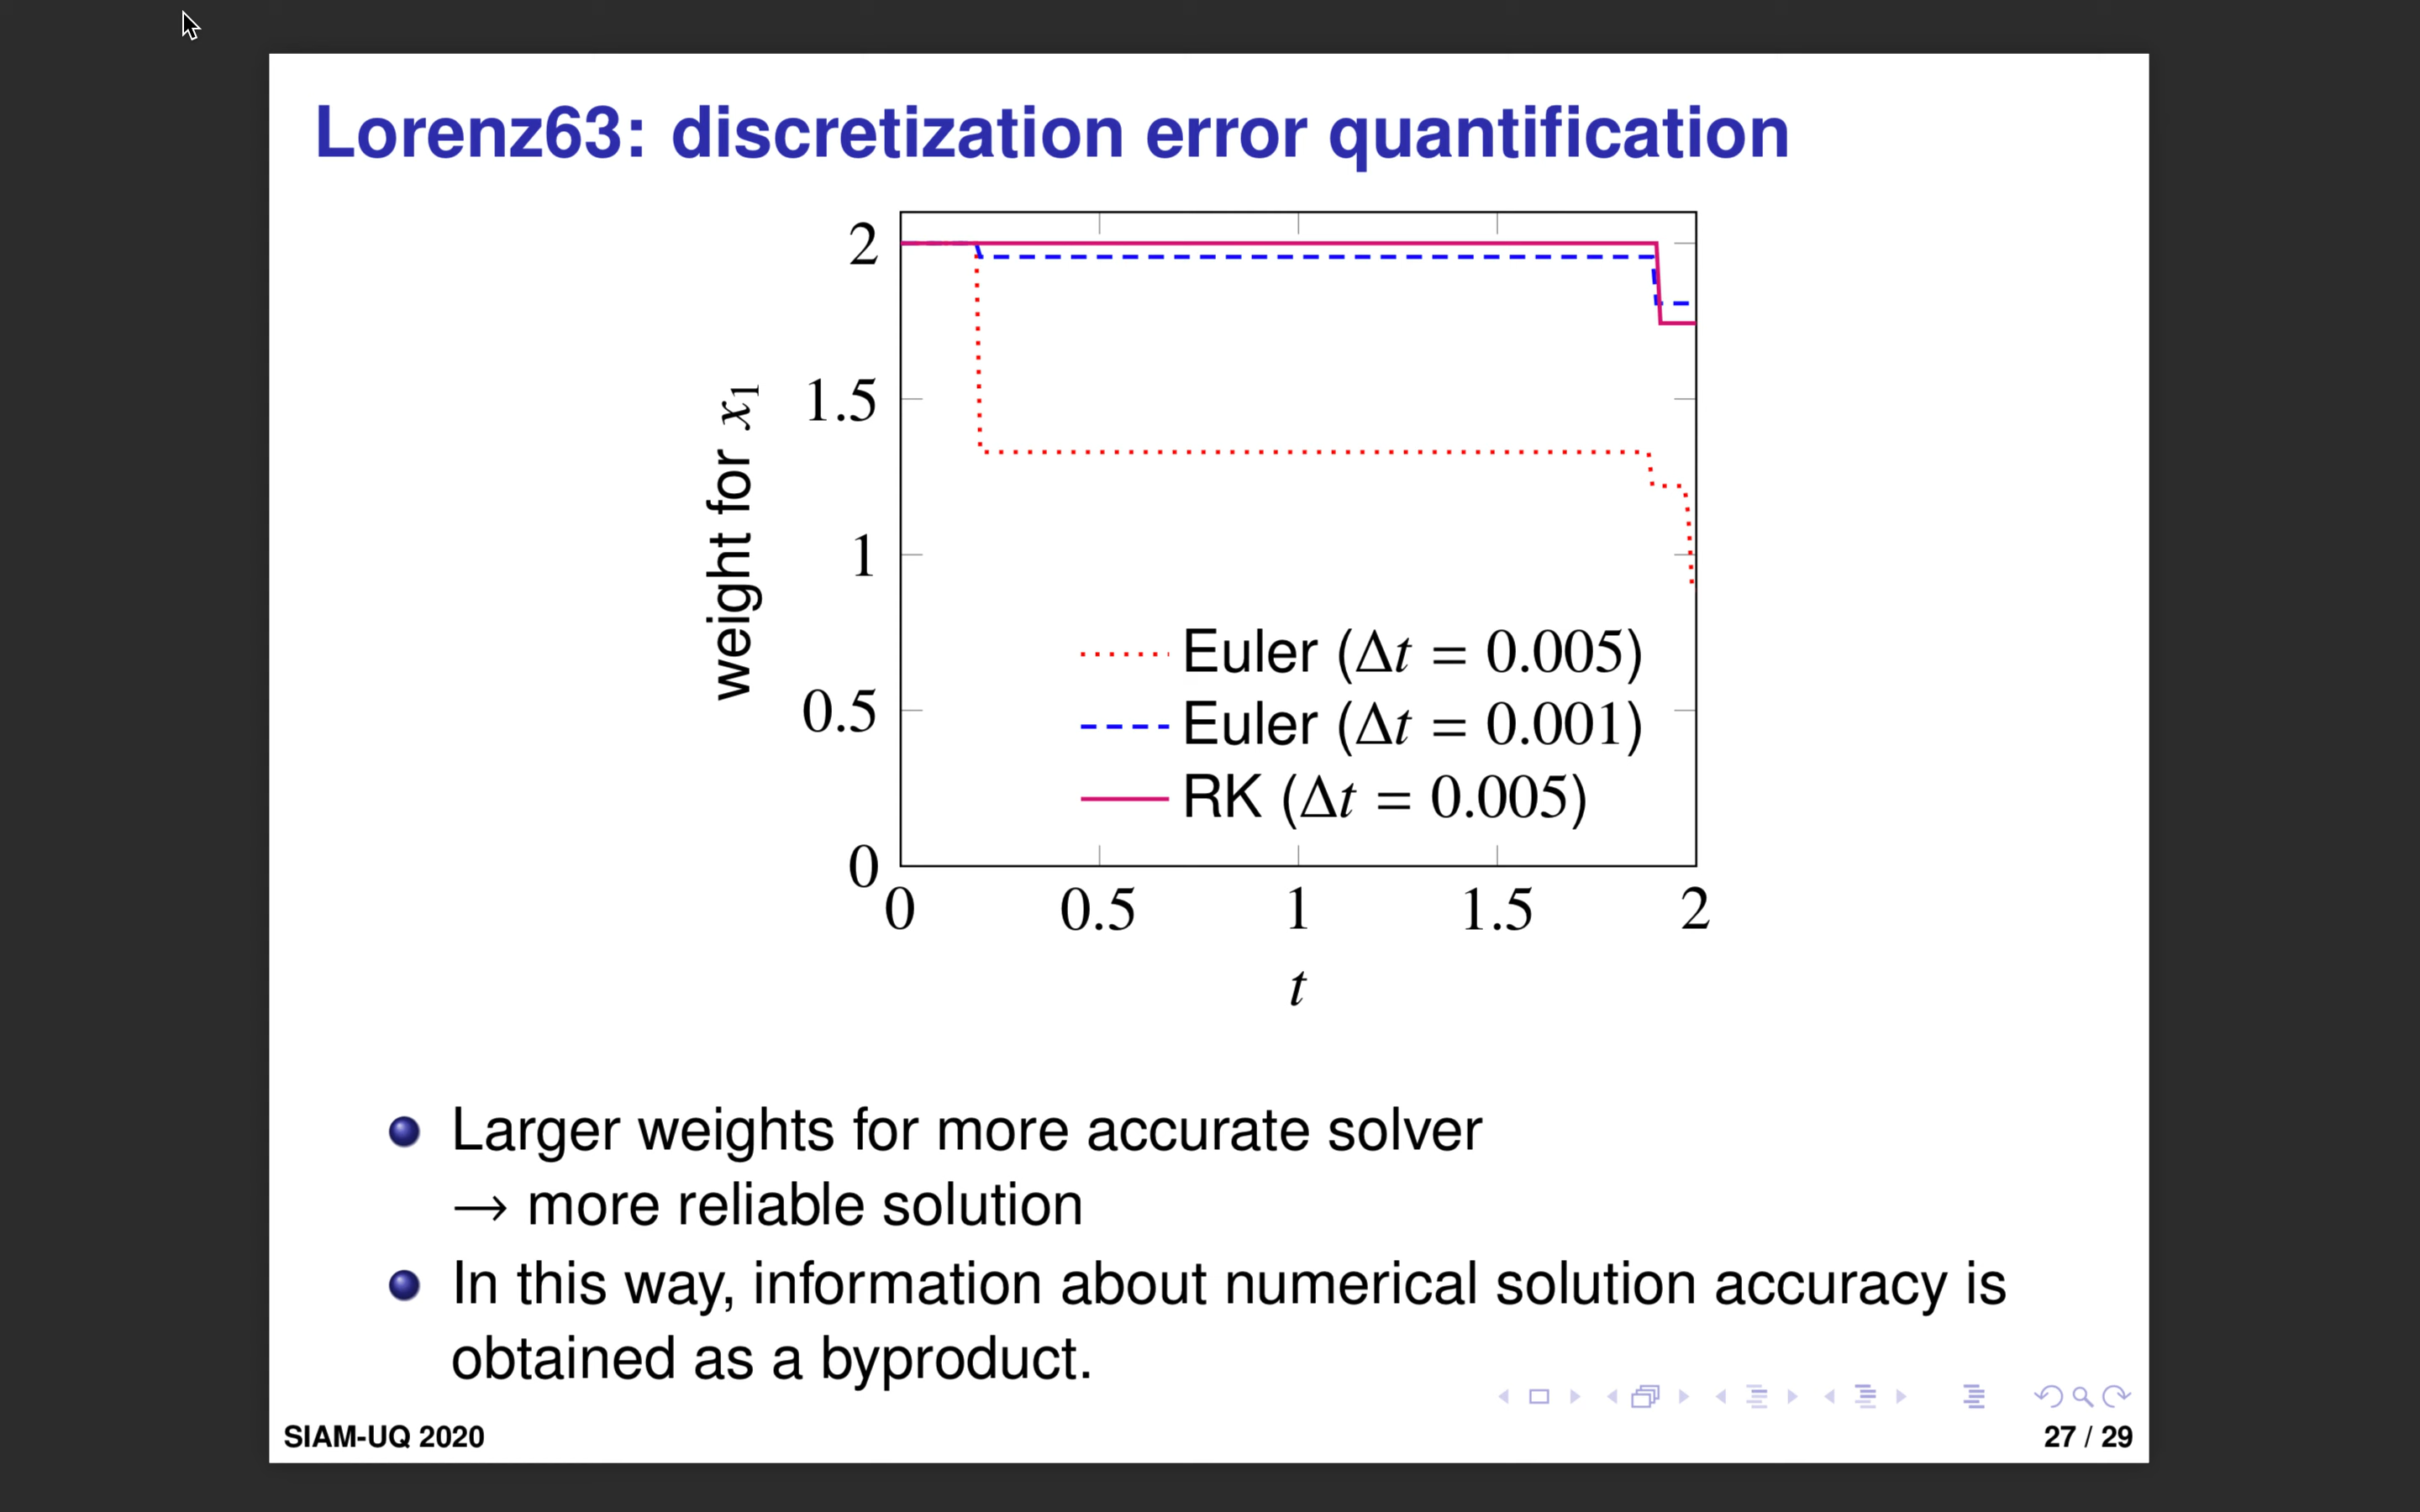 Lorenz63: discretization error quantification
2
1.5
1
0.5
0
weight for x₁
Euler (Δt = 0.005)
Euler (Δt = 0.001)
RK (Δt = 0.005)
0 0.5 1 1.5 2
t
Larger weights for more accurate solver
→ more reliable solution
In this way, information about numerical solution accuracy is
obtained as a byproduct.
SIAM-UQ 2020
27 / 29